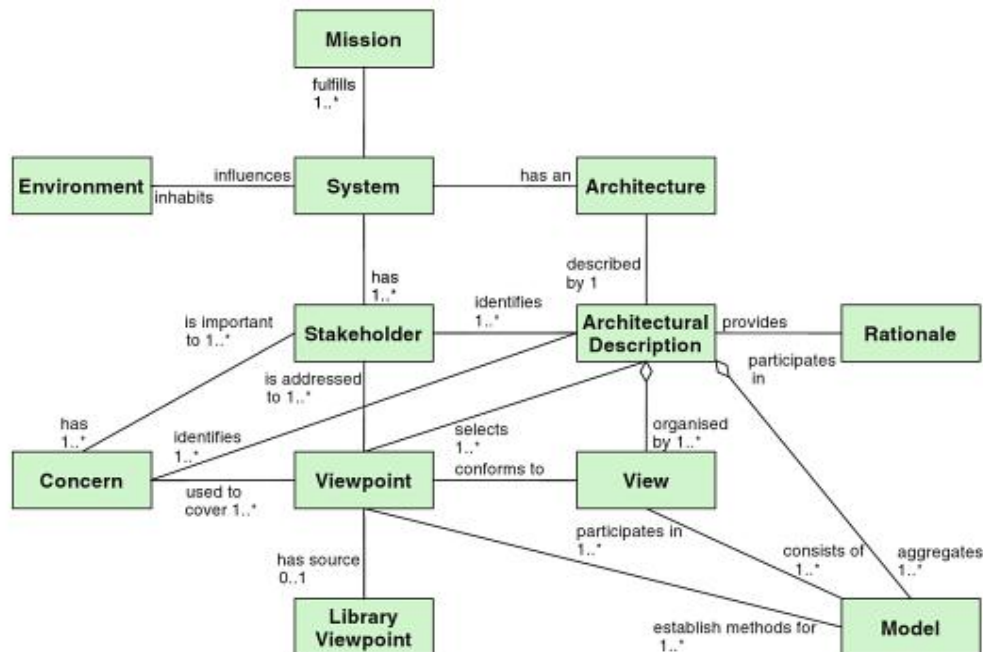 Mission
fulfills
1..*
Environment
influences
inhabits
System
has an
Architecture
has
1..*
described
by 1
is important
to 1..*
Stakeholder
identifies
1..*
Architectural
Description
provides
Rationale
participates
in
is addressed
to 1..*
has
1..*
identifies
1..*
selects
1..*
organised
by 1..*
Concern
used to
cover 1..*
Viewpoint
conforms to
View
has source
0..1
participates in
1..*
consists of
1..*
aggregates
1..*
Library
Viewpoint
establish methods for
1..*
Model